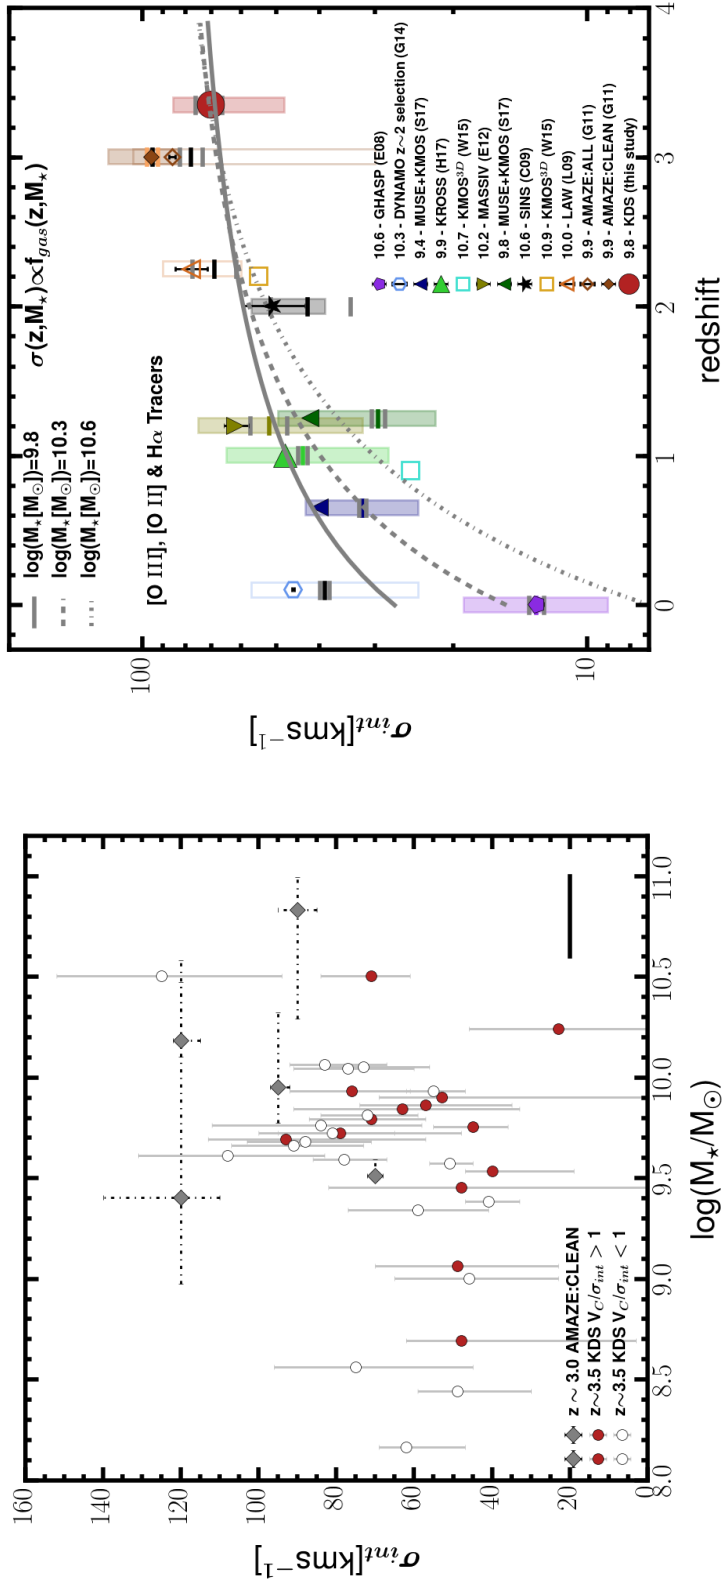 160
140
120
100
80
60
40
20
0
8.0
8.5
9.0
9.5
10.0
10.5
11.0
σint[kms−1]
log(M⋆/M⊙)
z ∼ 3.0 AMAZE:CLEAN
z∼3.5 KDS VC/σint > 1
z∼3.5 KDS VC/σint < 1
100
10
0
1
2
3
4
σint[kms−1]
redshift
log(M⋆[M⊙])=9.8
log(M⋆[M⊙])=10.3
log(M⋆[M⊙])=10.6
σ(z,M⋆)∝fgas(z,M⋆)
[O III], [O II] & Hα Tracers
10.6 - GHASP (E08)
10.3 - DYNAMO z∼2 selection (G14)
9.4 - MUSE+KMOS (S17)
9.9 - KROSS (H17)
10.7 - KMOS3D (W15)
10.2 - MASSIV (E12)
9.8 - MUSE+KMOS (S17)
10.6 - SINS (C09)
10.9 - KMOS3D (W15)
10.0 - LAW (L09)
9.9 - AMAZE:ALL (G11)
9.9 - AMAZE:CLEAN (G11)
9.8 - KDS (this study)